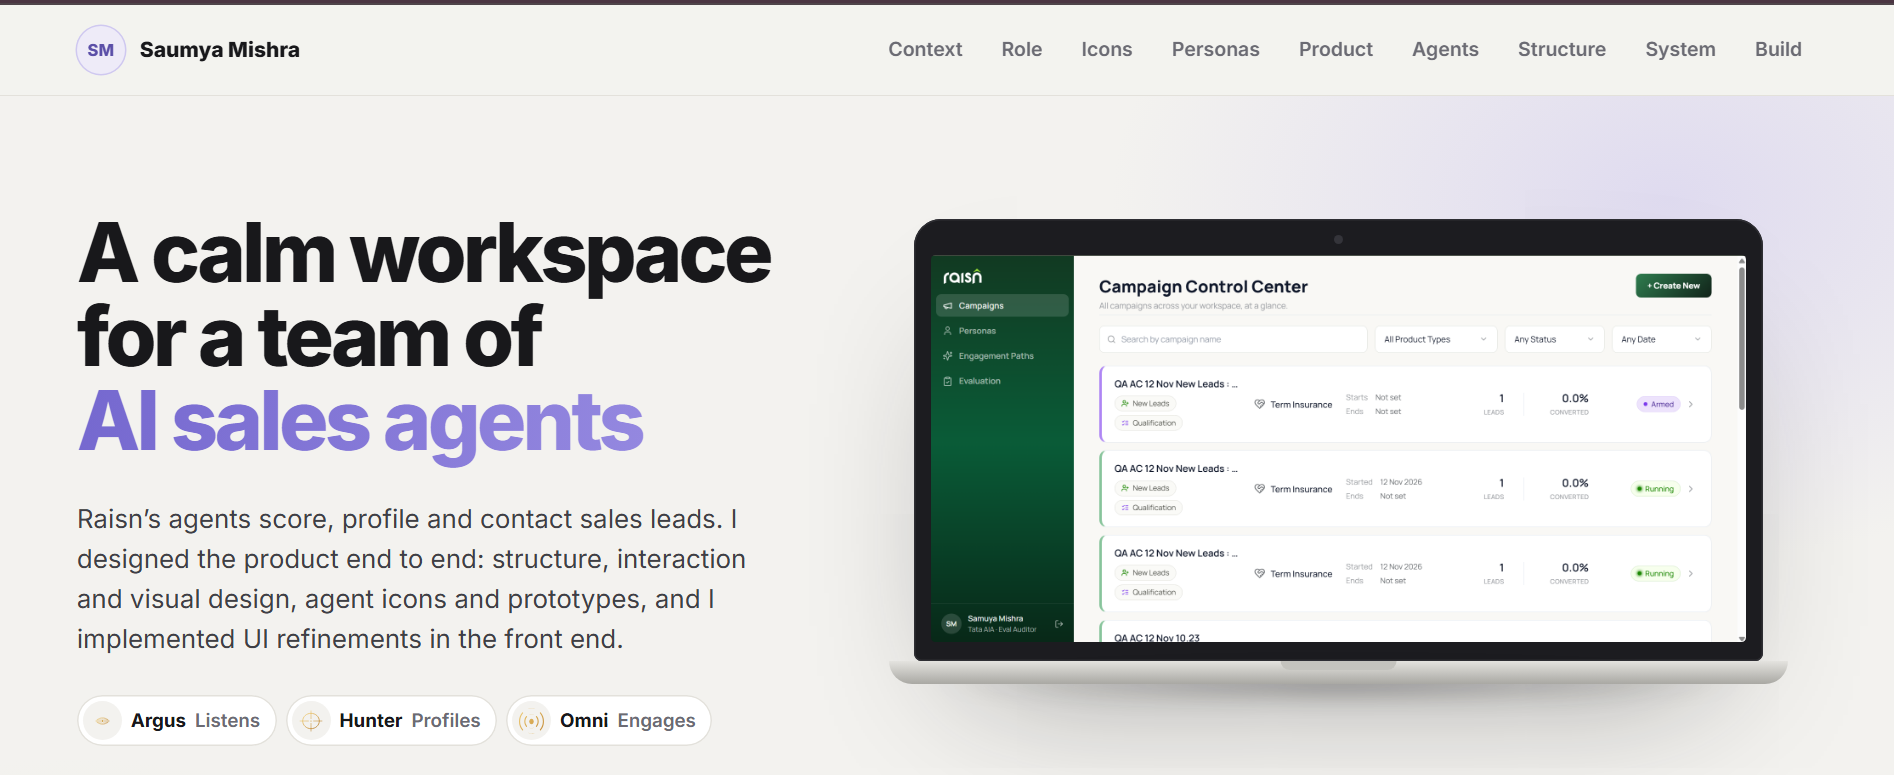 SM Saumya Mishra
Context Role Icons Personas Product Agents Structure System Build
A calm workspace
for a team of
AI sales agents
Raisn’s agents score, profile and contact sales leads. I
designed the product end to end: structure, interaction
and visual design, agent icons and prototypes, and I
implemented UI refinements in the front end.
Argus Listens
Hunter Profiles
Omni Engages
raisn
Campaigns
Personas
Engagement Paths
Evaluation
SM
Samuya Mishra
Tata AIA · Eval Auditor
Campaign Control Center
All campaigns across your workspace, at a glance.
+ Create New
Search by campaign name
All Product Types
Any Status
Any Date
QA AC 12 Nov New Leads : ...
New Leads
Qualification
Term Insurance
Starts Not set
Ends Not set
1
LEADS
0.0%
CONVERTED
Armed
QA AC 12 Nov New Leads : ...
New Leads
Qualification
Term Insurance
Started 12 Nov 2026
Ends Not set
1
LEADS
0.0%
CONVERTED
Running
QA AC 12 Nov New Leads : ...
New Leads
Qualification
Term Insurance
Started 12 Nov 2026
Ends Not set
1
LEADS
0.0%
CONVERTED
Running
QA AC 12 Nov 10.23